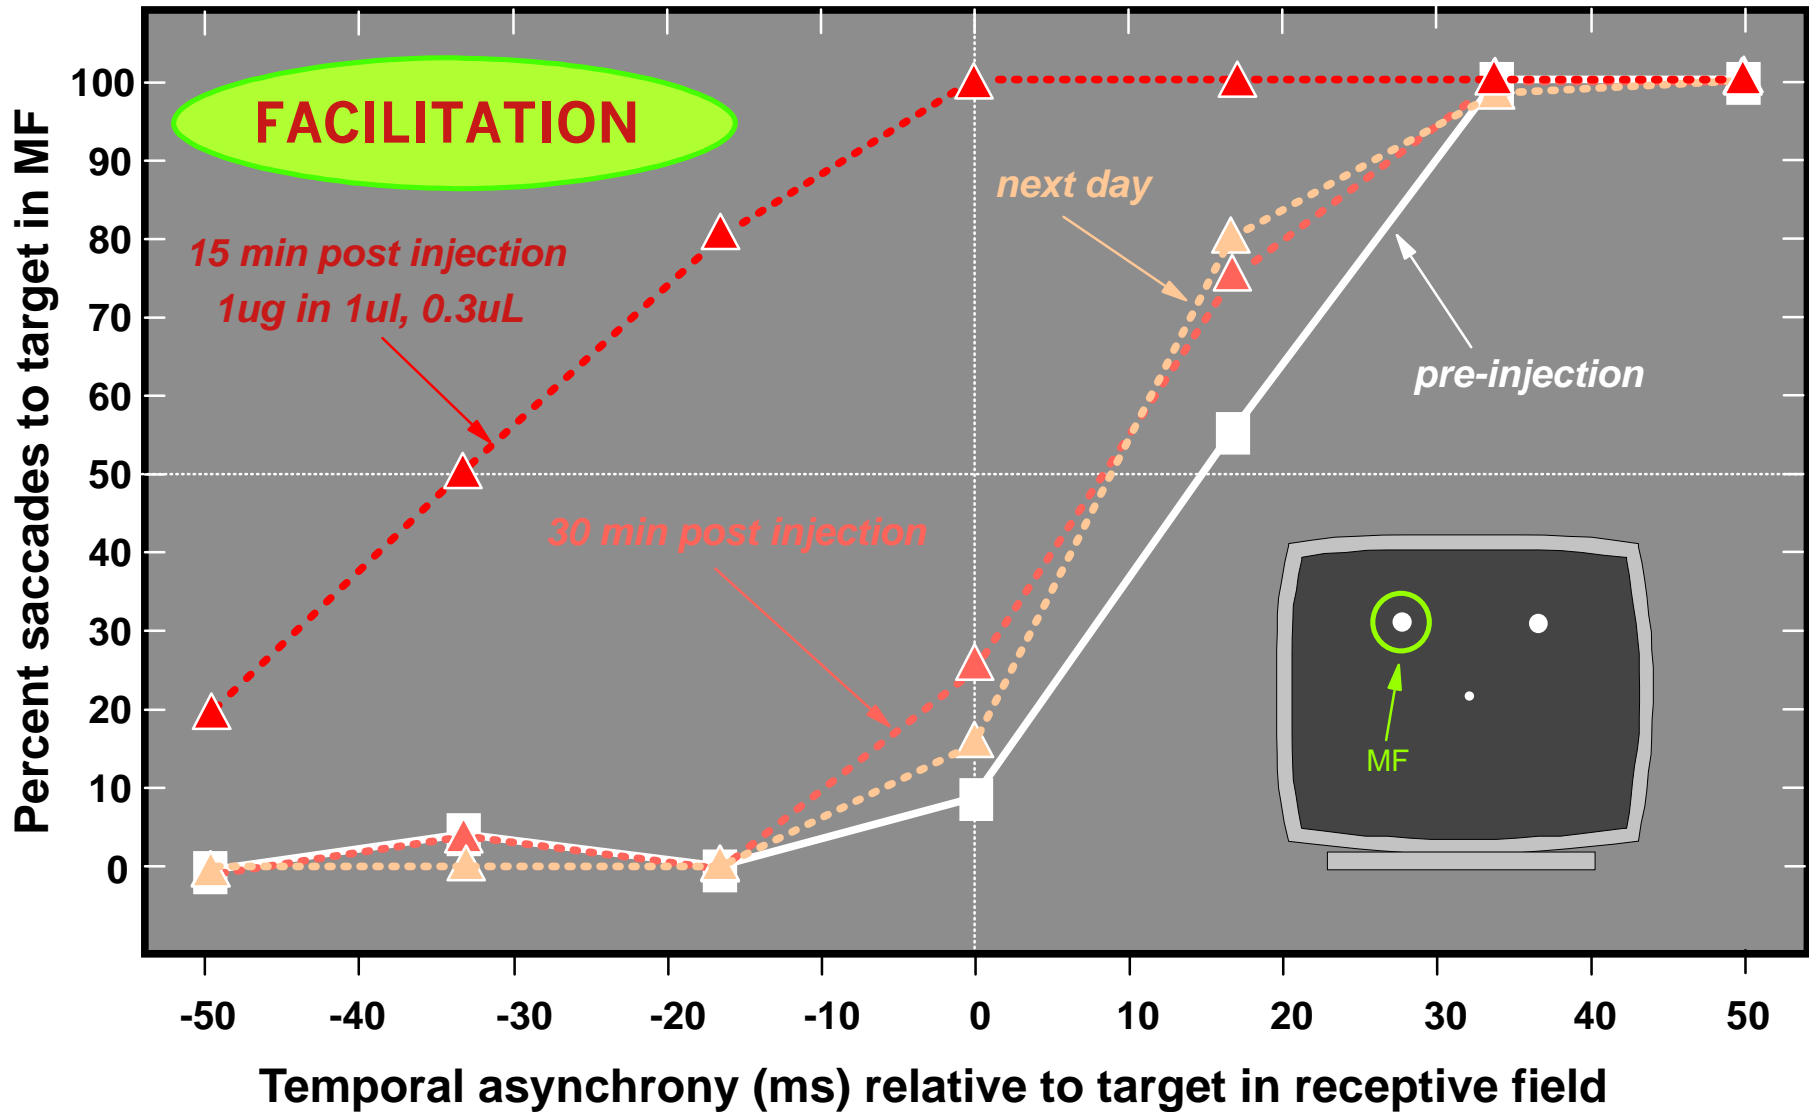 FACILITATION
15 min post injection
1ug in 1ul, 0.3uL
next day
pre-injection
30 min post injection
MF
Percent saccades to target in MF
100
90
80
70
60
50
40
30
20
10
0
-50 -40 -30 -20 -10 0 10 20 30 40 50
Temporal asynchrony (ms) relative to target in receptive field